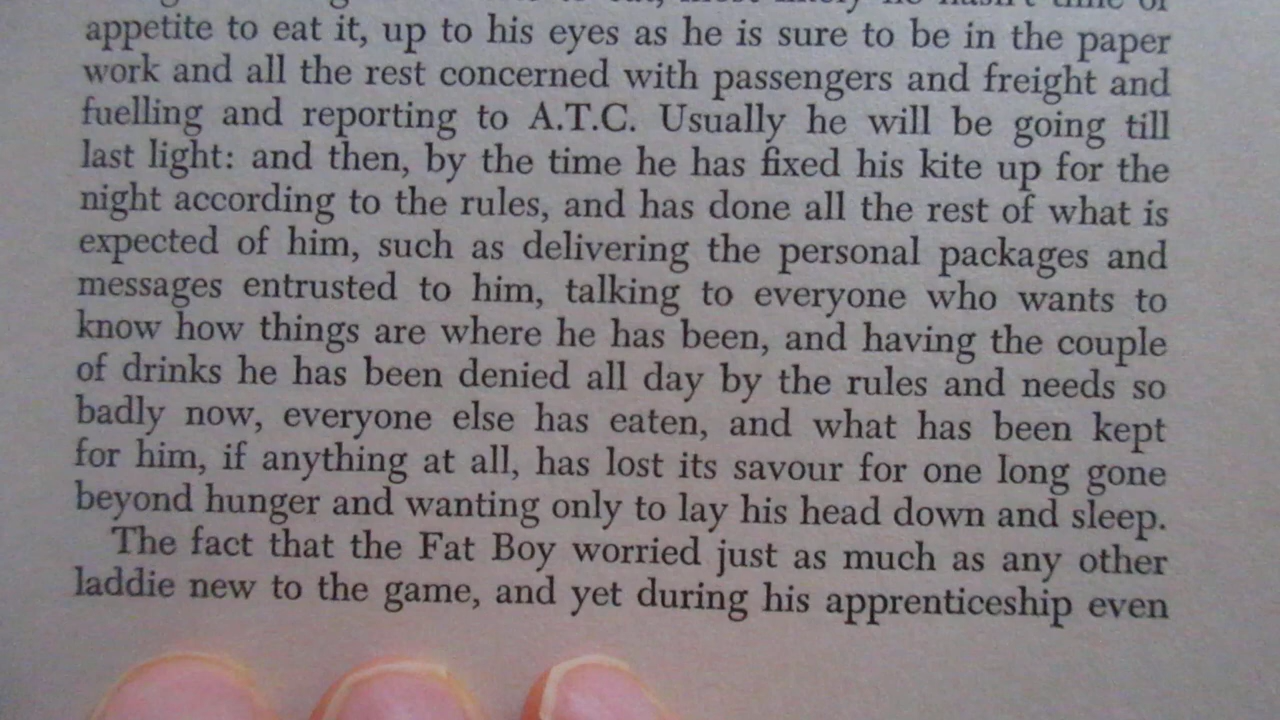 appetite to eat it, up to his eyes as he is sure to be in the paper
work and all the rest concerned with passengers and freight and
fuelling and reporting to A.T.C. Usually he will be going till
last light: and then, by the time he has fixed his kite up for the
night according to the rules, and has done all the rest of what is
expected of him, such as delivering the personal packages and
messages entrusted to him, talking to everyone who wants to
know how things are where he has been, and having the couple
of drinks he has been denied all day by the rules and needs so
badly now, everyone else has eaten, and what has been kept
for him, if anything at all, has lost its savour for one long gone
beyond hunger and wanting only to lay his head down and sleep.
The fact that the Fat Boy worried just as much as any other
laddie new to the game, and yet during his apprenticeship even